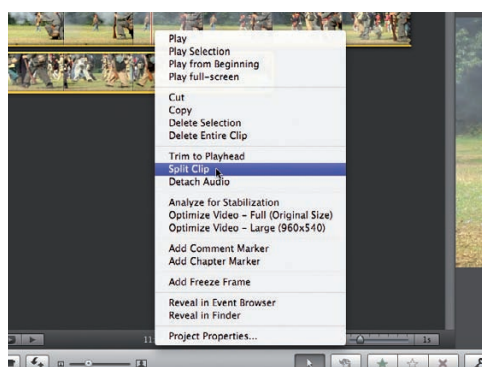 Play
Play Selection
Play from Beginning
Play full-screen
Cut
Copy
Delete Selection
Delete Entire Clip
Trim to Playhead
Split Clip
Detach Audio
Analyze for Stabilization
Optimize Video – Full (Original Size)
Optimize Video – Large (960x540)
Add Comment Marker
Add Chapter Marker
Add Freeze Frame
Reveal in Event Browser
Reveal in Finder
Project Properties...
1s